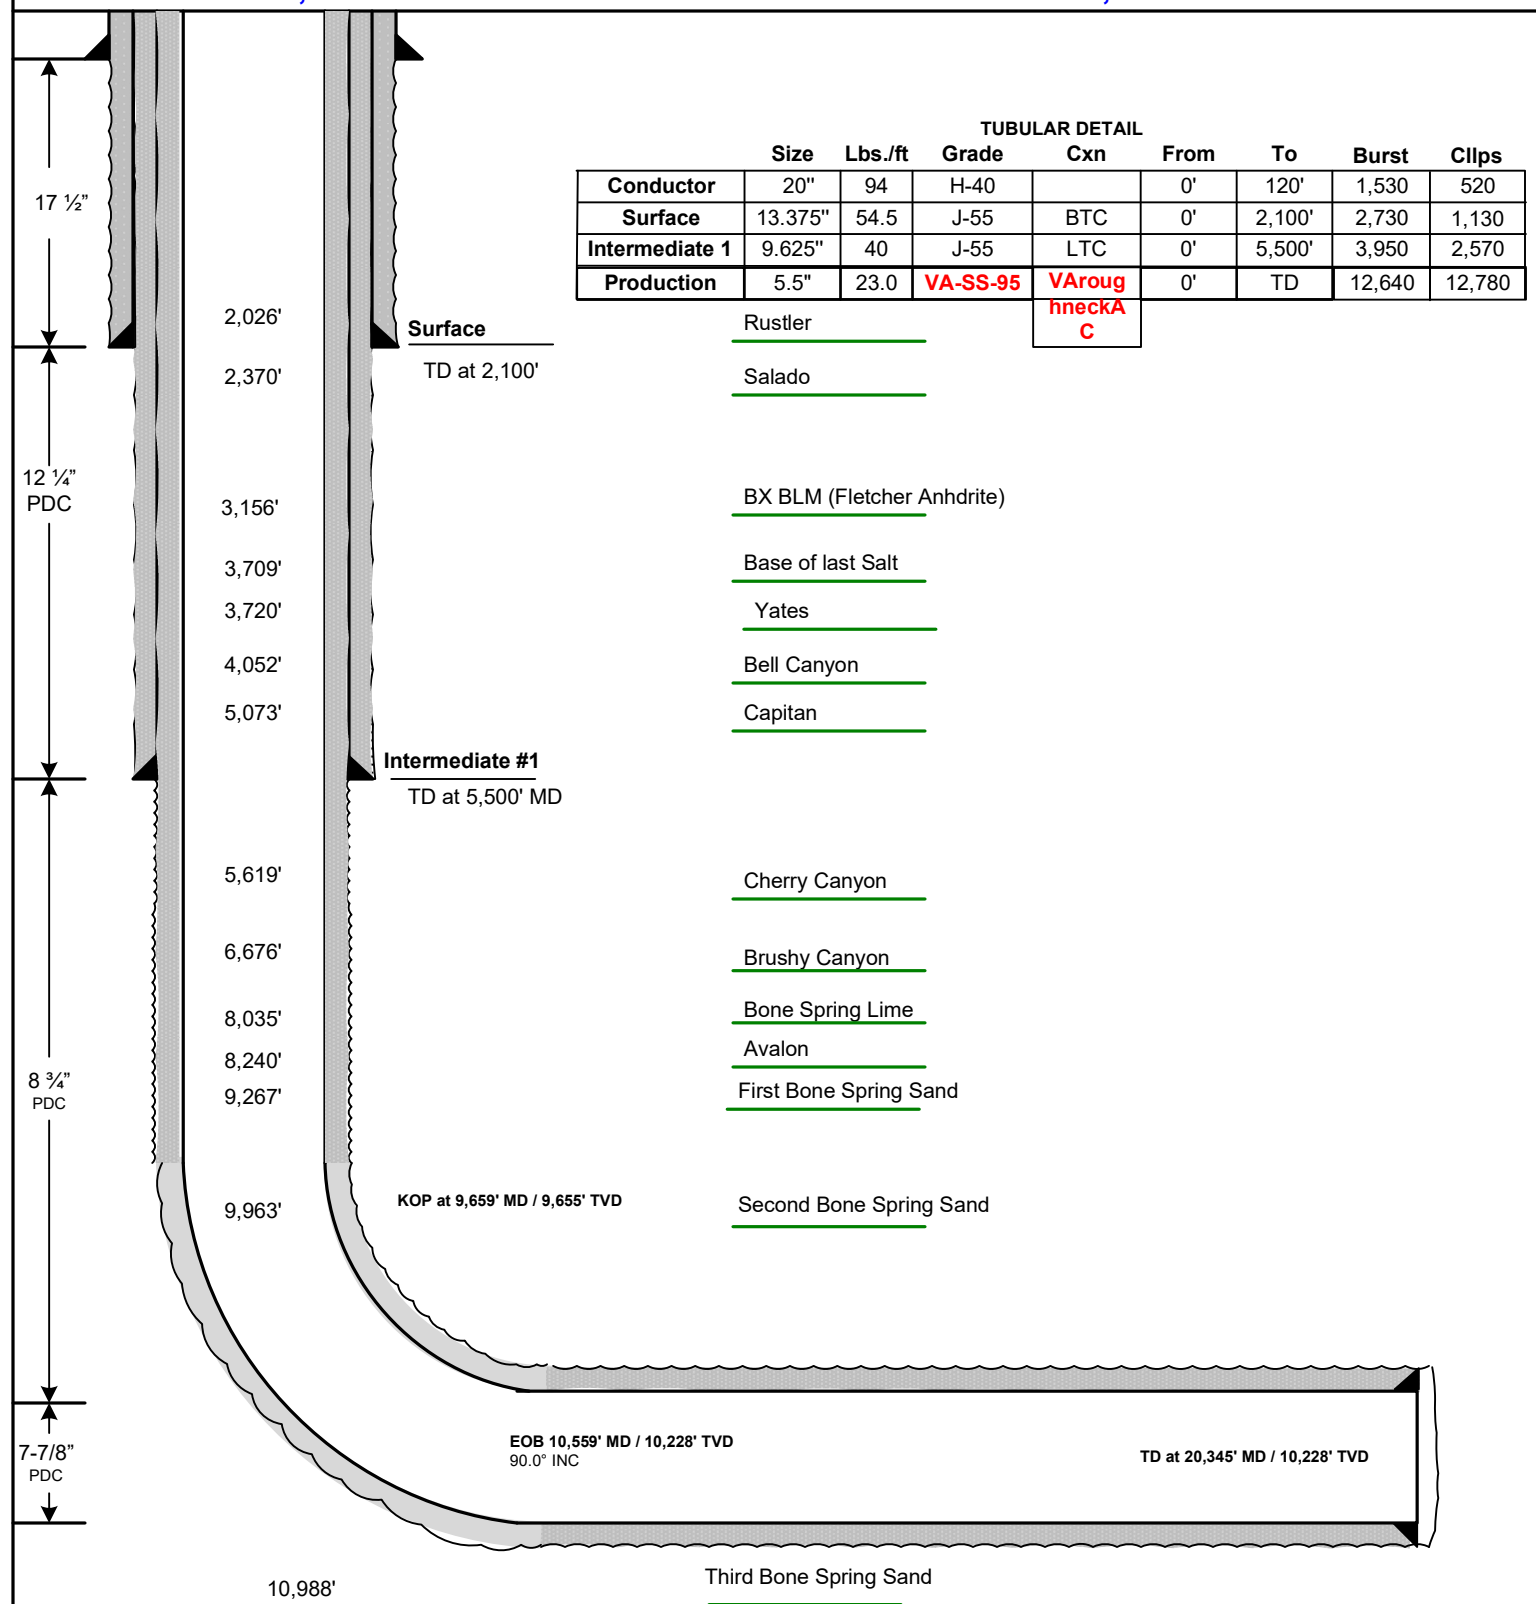 TUBULAR DETAIL
Size Lbs./ft Grade Cxn From To Burst Cllps
Conductor 20" 94 H-40 0' 120' 1,530 520
Surface 13.375" 54.5 J-55 BTC 0' 2,100' 2,730 1,130
Intermediate 1 9.625" 40 J-55 LTC 0' 5,500' 3,950 2,570
Production 5.5" 23.0 VA-SS-95 VAroug 0' TD 12,640 12,780
hneckA
C
17 ½”
2,026' Surface Rustler
TD at 2,100'
2,370' Salado
12 ¼”
PDC
3,156' BX BLM (Fletcher Anhdrite)
3,709' Base of last Salt
3,720' Yates
4,052' Bell Canyon
5,073' Capitan
Intermediate #1
TD at 5,500' MD
5,619' Cherry Canyon
6,676' Brushy Canyon
8,035' Bone Spring Lime
8,240' Avalon
8 ¾”
PDC
9,267' First Bone Spring Sand
9,963' KOP at 9,659' MD / 9,655' TVD Second Bone Spring Sand
7-7/8”
PDC
EOB 10,559' MD / 10,228' TVD
90.0° INC
TD at 20,345' MD / 10,228' TVD
10,988' Third Bone Spring Sand